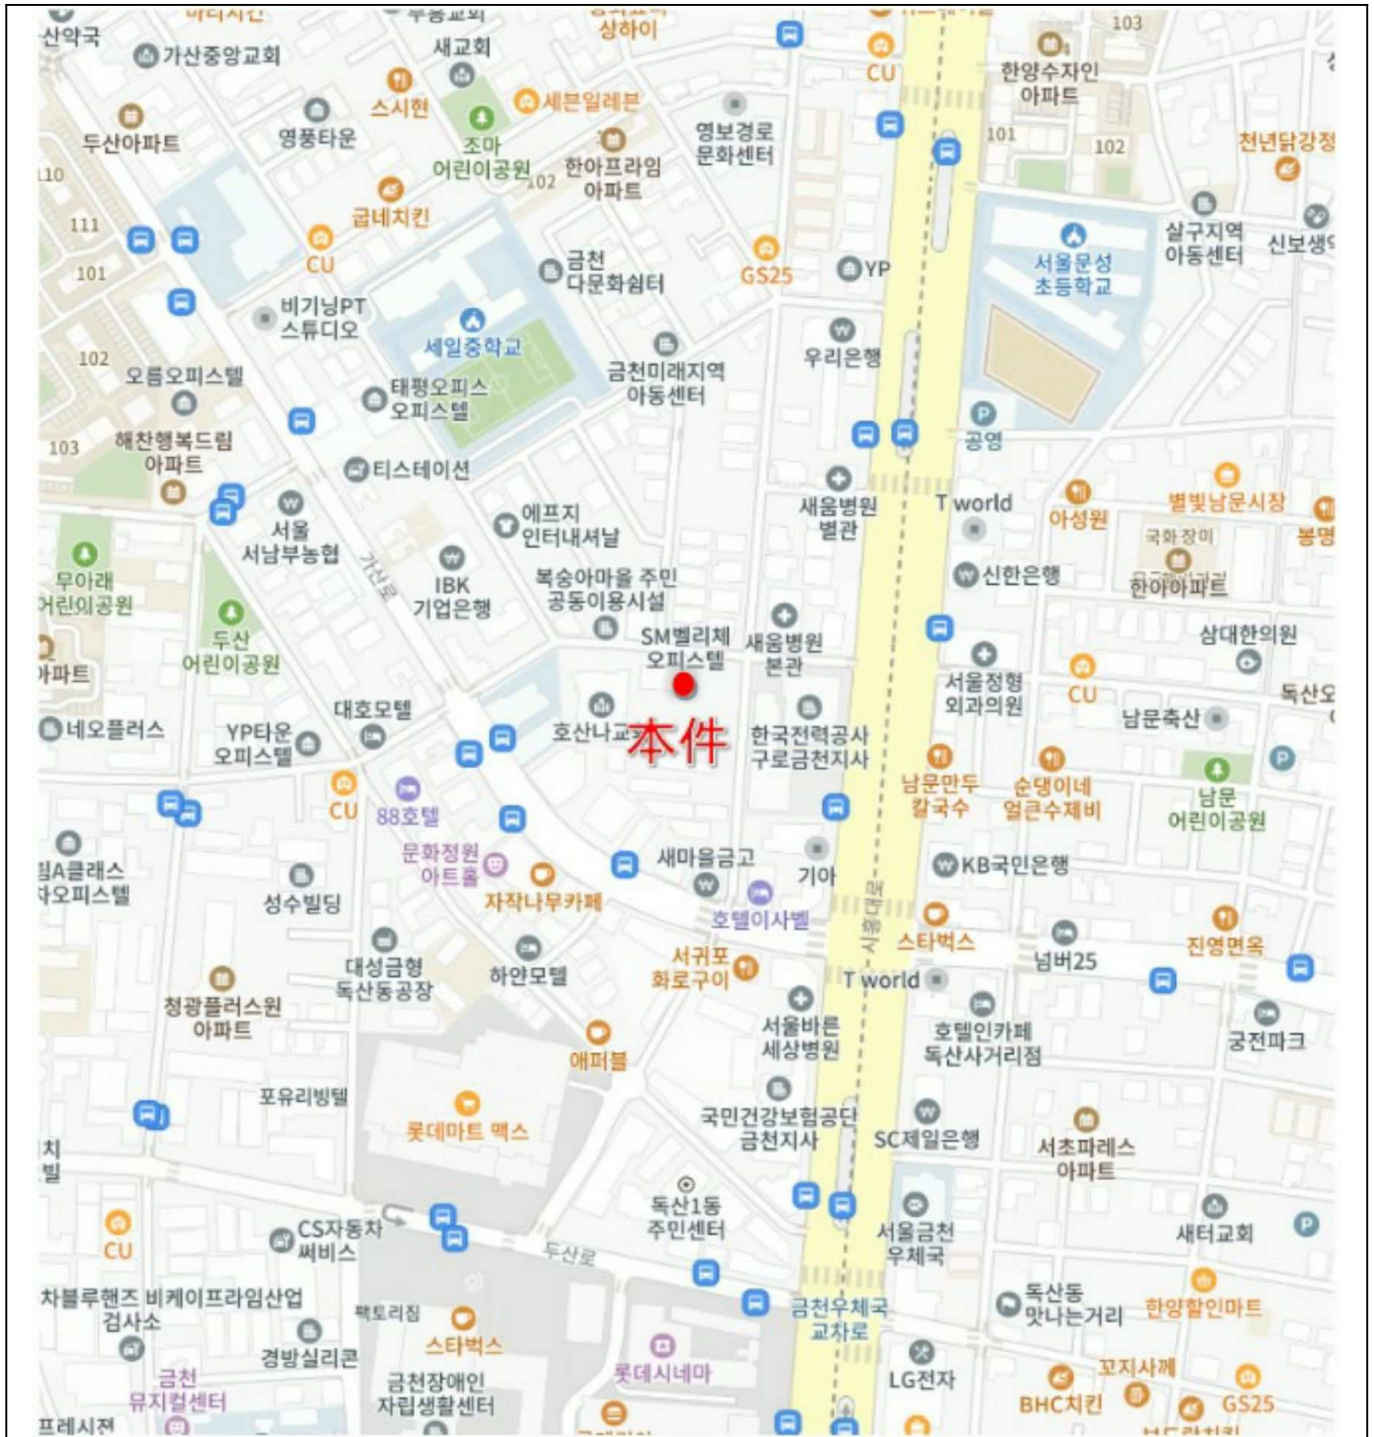 산약국
가산중앙교회
새교회
상하이
CU
103
한양수자인
아파트
스시현
세븐일레븐
두산아파트
영풍타운
조마
어린이공원
한아프라임
아파트
102
영보경로
문화센터
101
102
천년닭강정
110
굽네치킨
111
CU
101
금천
다문화쉼터
GS25
YP
서울문성
초등학교
살구지역
아동센터
신보생
비기닝PT
스튜디오
세일중학교
우리은행
102
오름오피스텔
태평오피스
오피스텔
금천미래지역
아동센터
103
해찬행복드림
아파트
티스테이션
공영
서울
서남부농협
에프지
인터내셔날
새움병원
별관
T world
아성원
별빛남문시장
봉명
국화 장미
가산로
무아래
어린이공원
IBK
기업은행
복숭아마을 주민
공동이용시설
신한은행
한아아파트
두산
어린이공원
SM벨리체
오피스텔
새움병원
본관
삼대한의원
아파트
서울정형
외과의원
CU
독산오
네오플러스
YP타운
오피스텔
대호모텔
호산나교회
本件
한국전력공사
구로금천지사
남문축산
CU
88호텔
남문만두
칼국수
순댕이네
얼큰수제비
남문
어린이공원
림A클래스
차오피스텔
성수빌딩
문화정원
아트홀
자작나무카페
새마을금고
기아
KB국민은행
호텔이사벨
시흥대로
스타벅스
넘버25
진영면옥
대성금형
독산동공장
하얀모텔
서귀포
화로구이
T world
청광플러스원
아파트
서울바른
세상병원
호텔인카페
독산사거리점
궁전파크
애퍼블
포유리빙텔
롯데마트 맥스
국민건강보험공단
금천지사
SC제일은행
서초파레스
아파트
치
빌
독산1동
주민센터
CU
CS자동차
써비스
두산로
서울금천
우체국
새터교회
차블루핸즈 비케이프라임산업
검사소
팩토리짐
스타벅스
금천우체국
교차로
독산동
맛나는거리
한양할인마트
경방실리콘
롯데시네마
LG전자
꼬지사께
금천
뮤지컬센터
금천장애인
자립생활센터
BHC치킨
GS25
프레시젼